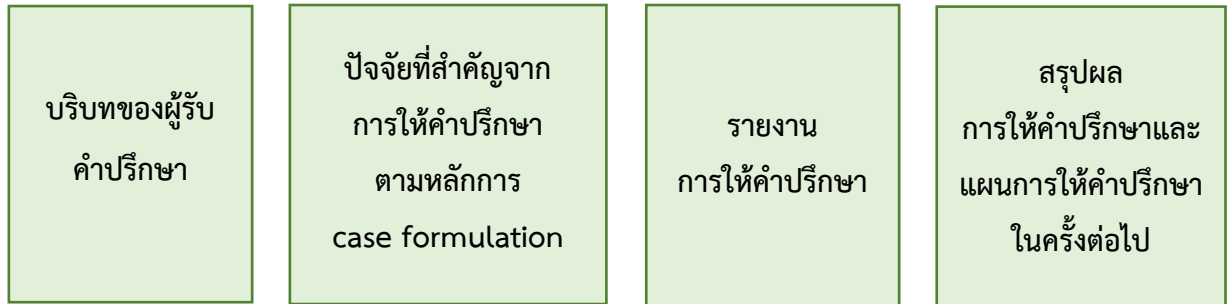 บริบทของผู้รับ
คำปรึกษา
ปัจจัยที่สำคัญจาก
การให้คำปรึกษา
ตามหลักการ
case formulation
รายงาน
การให้คำปรึกษา
สรุปผล
การให้คำปรึกษาและ
แผนการให้คำปรึกษา
ในครั้งต่อไป